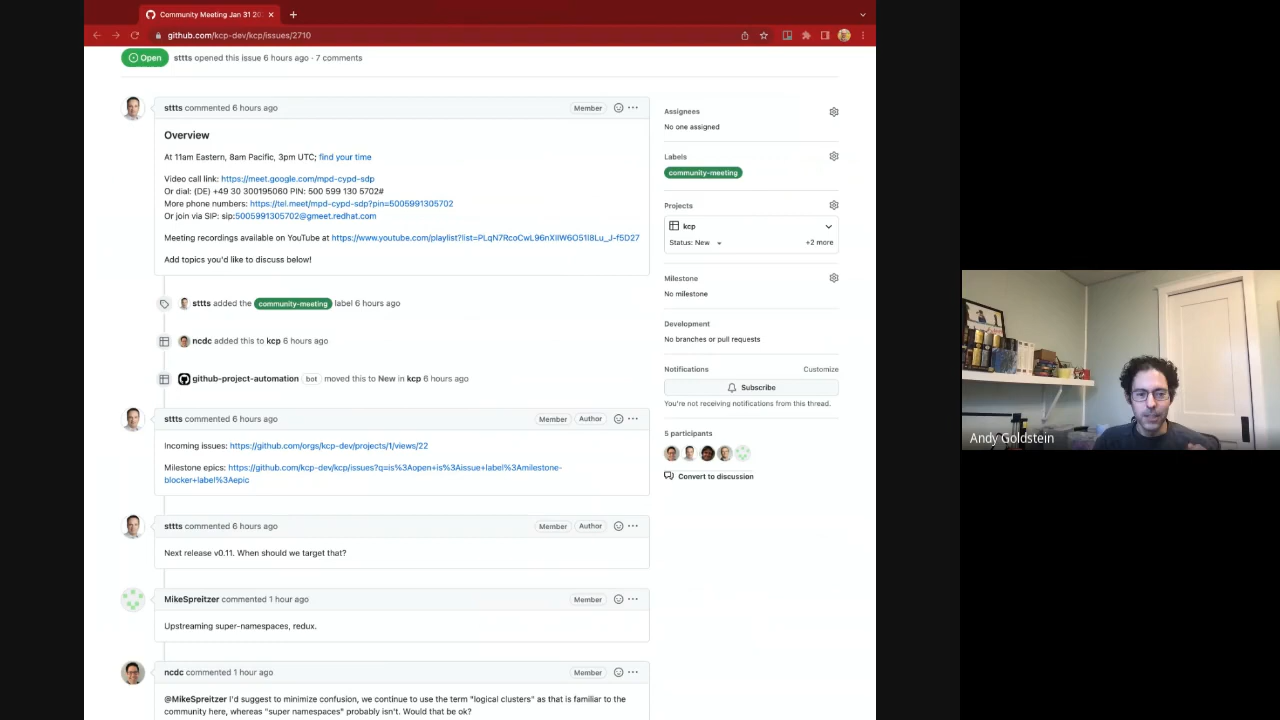 Community Meeting Jan 31 20
github.com/kcp-dev/kcp/issues/2710
Open
sttts opened this issue 6 hours ago · 7 comments
sttts commented 6 hours ago
Member
Overview
At 11am Eastern, 8am Pacific, 3pm UTC; find your time
Video call link: https://meet.google.com/mpd-cypd-sdp
Or dial: (DE) +49 30 300195060 PIN: 500 599 130 5702#
More phone numbers: https://tel.meet/mpd-cypd-sdp?pin=5005991305702
Or join via SIP: sip:5005991305702@gmeet.redhat.com
Meeting recordings available on YouTube at https://www.youtube.com/playlist?list=PLqN7RcoCwL96nXIIW6O51I8Lu_J-f5D27
Add topics you'd like to discuss below!
sttts added the community-meeting label 6 hours ago
ncdc added this to kcp 6 hours ago
github-project-automation bot moved this to New in kcp 6 hours ago
sttts commented 6 hours ago
Member Author
Incoming issues: https://github.com/orgs/kcp-dev/projects/1/views/22
Milestone epics: https://github.com/kcp-dev/kcp/issues?q=is%3Aopen+is%3Aissue+label%3Amilestone-
blocker+label%3Aepic
sttts commented 6 hours ago
Member Author
Next release v0.11. When should we target that?
MikeSpreitzer commented 1 hour ago
Member
Upstreaming super-namespaces, redux.
ncdc commented 1 hour ago
Member
@MikeSpreitzer I'd suggest to minimize confusion, we continue to use the term "logical clusters" as that is familiar to the
community here, whereas "super namespaces" probably isn't. Would that be ok?
Assignees
No one assigned
Labels
community-meeting
Projects
kcp
Status: New
+2 more
Milestone
No milestone
Development
No branches or pull requests
Notifications
Customize
Subscribe
You're not receiving notifications from this thread.
5 participants
Convert to discussion
Andy Goldstein